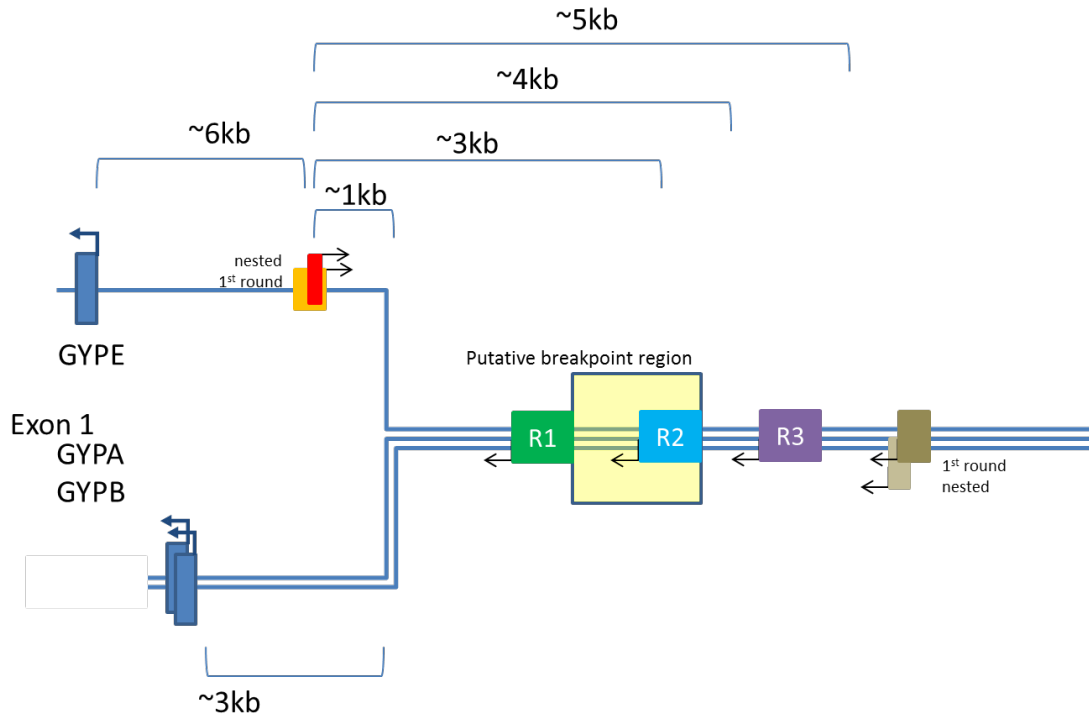 ~5kb
~4kb
~6kb
~3kb
~1kb
nested
1st round
GYPE
Putative breakpoint region
Exon 1
GYPA
GYPB
R1
R2
R3
1st round
nested
~3kb